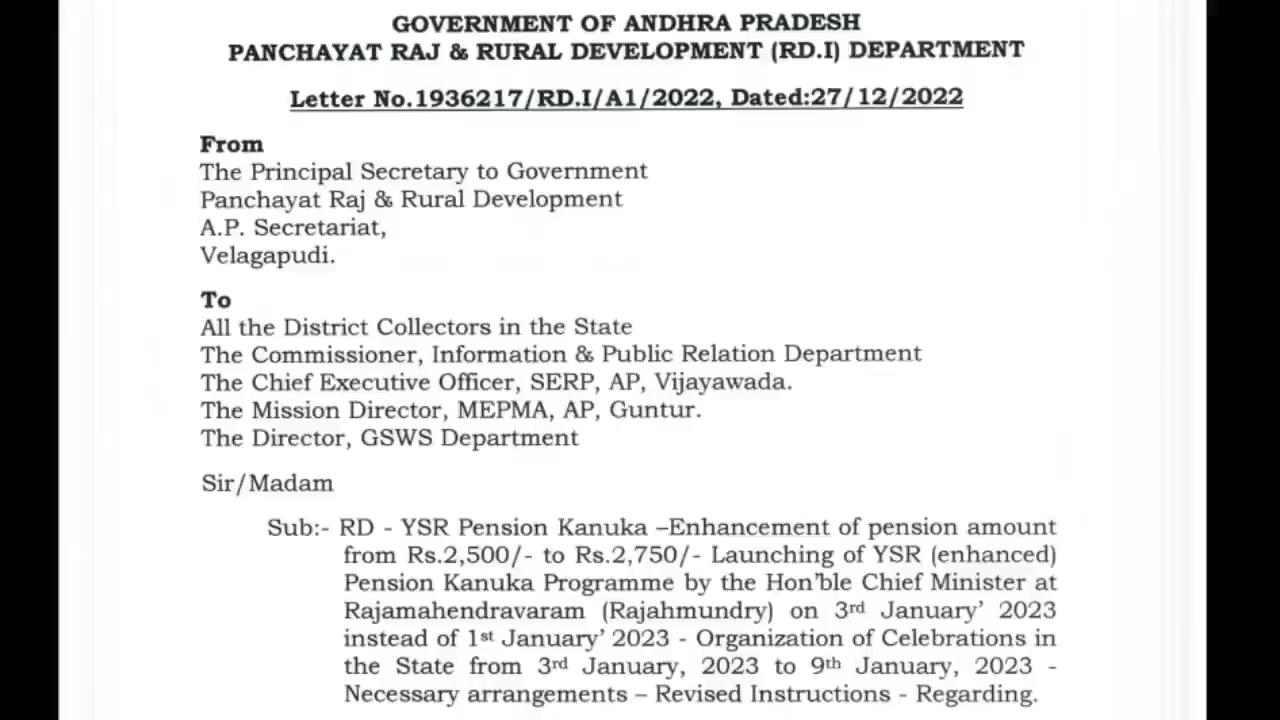 GOVERNMENT OF ANDHRA PRADESH
PANCHAYAT RAJ & RURAL DEVELOPMENT (RD.I) DEPARTMENT
Letter No.1936217/RD.I/A1/2022, Dated:27/12/2022
From
The Principal Secretary to Government
Panchayat Raj & Rural Development
A.P. Secretariat,
Velagapudi.
To
All the District Collectors in the State
The Commissioner, Information & Public Relation Department
The Chief Executive Officer, SERP, AP, Vijayawada.
The Mission Director, MEPMA, AP, Guntur.
The Director, GSWS Department
Sir/Madam
Sub:- RD - YSR Pension Kanuka –Enhancement of pension amount
from Rs.2,500/- to Rs.2,750/- Launching of YSR (enhanced)
Pension Kanuka Programme by the Hon’ble Chief Minister at
Rajamahendravaram (Rajahmundry) on 3rd January’ 2023
instead of 1st January’ 2023 - Organization of Celebrations in
the State from 3rd January, 2023 to 9th January, 2023 -
Necessary arrangements – Revised Instructions - Regarding.